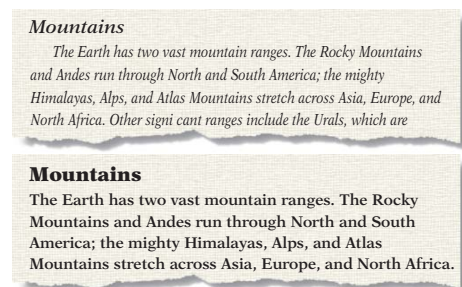 Mountains
The Earth has two vast mountain ranges. The Rocky Mountains
and Andes run through North and South America; the mighty
Himalayas, Alps, and Atlas Mountains stretch across Asia, Europe, and
North Africa. Other signi cant ranges include the Urals, which are
Mountains
The Earth has two vast mountain ranges. The Rocky
Mountains and Andes run through North and South
America; the mighty Himalayas, Alps, and Atlas
Mountains stretch across Asia, Europe, and North Africa.